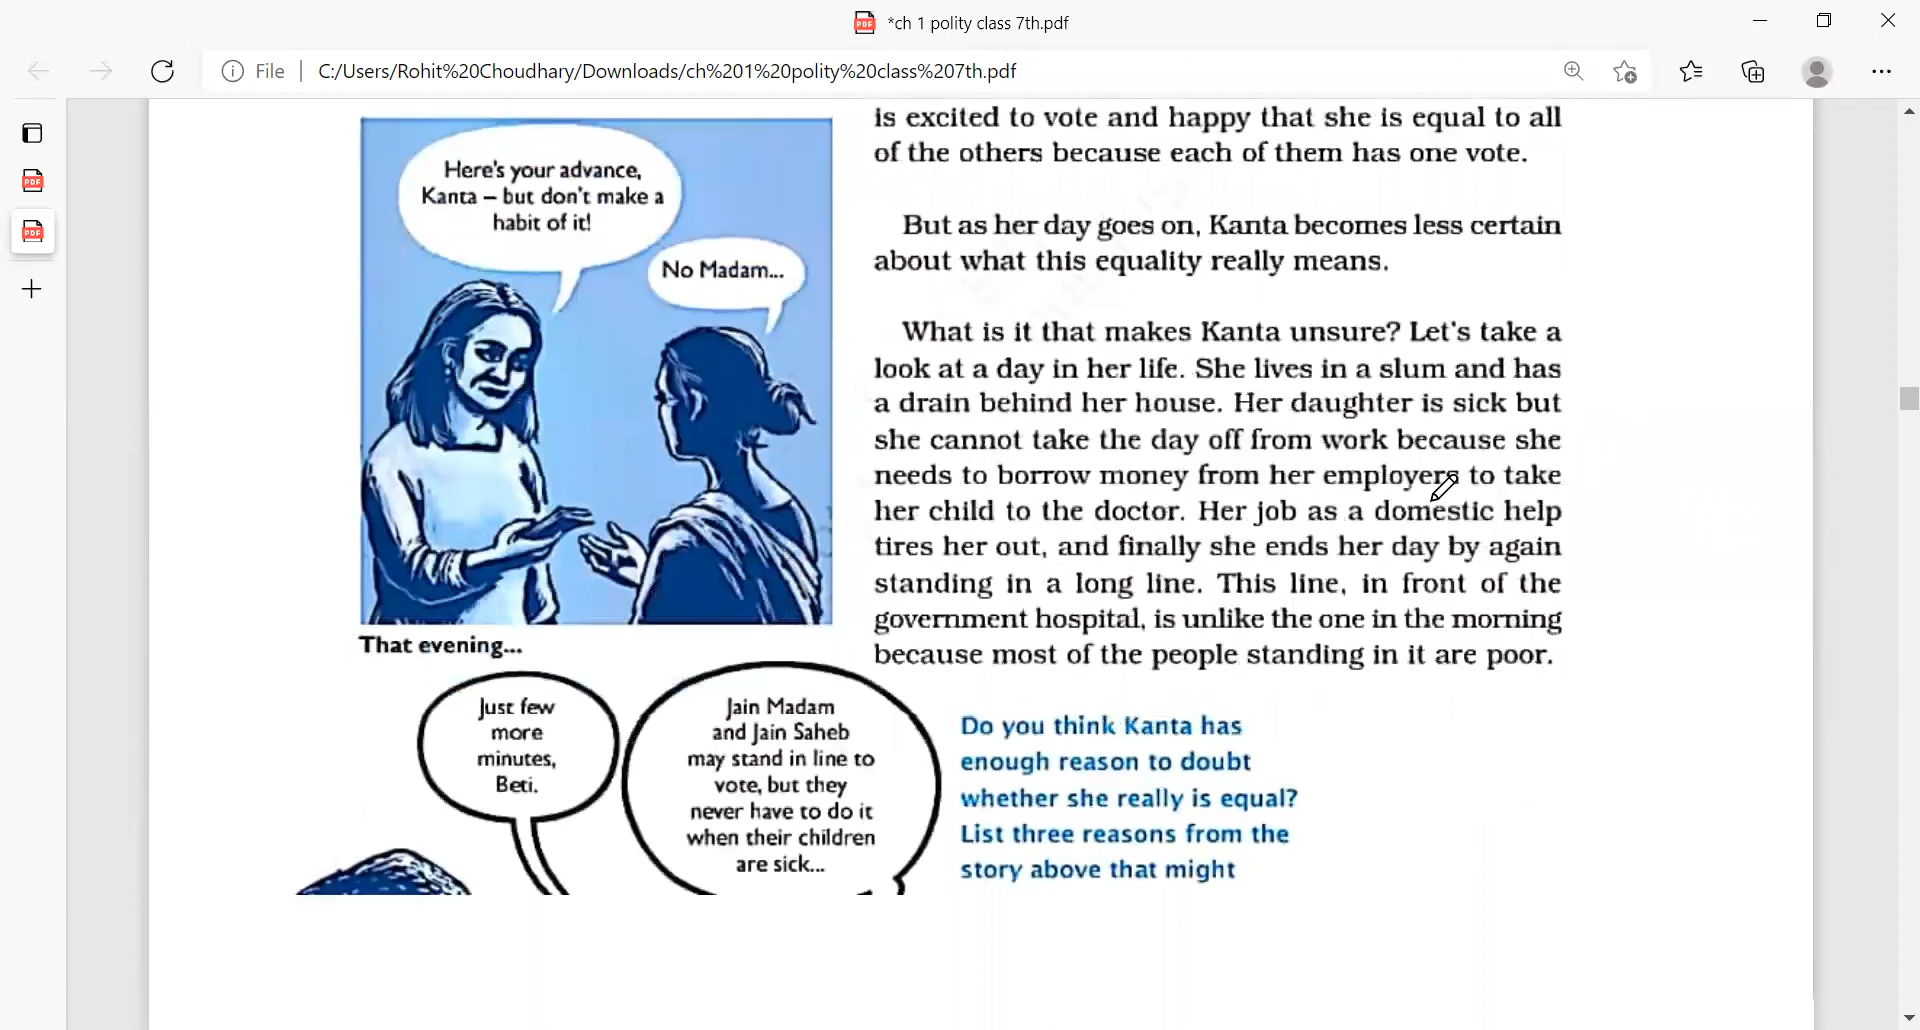 *ch 1 polity class 7th.pdf
File
C:/Users/Rohit%20Choudhary/Downloads/ch%201%20polity%20class%207th.pdf
Here's your advance,
Kanta – but don't make a
habit of it!
No Madam...
That evening...
Just few
more
minutes,
Beti.
Jain Madam
and Jain Saheb
may stand in line to
vote, but they
never have to do it
when their children
are sick...
is excited to vote and happy that she is equal to all
of the others because each of them has one vote.
But as her day goes on, Kanta becomes less certain
about what this equality really means.
What is it that makes Kanta unsure? Let's take a
look at a day in her life. She lives in a slum and has
a drain behind her house. Her daughter is sick but
she cannot take the day off from work because she
needs to borrow money from her employers to take
her child to the doctor. Her job as a domestic help
tires her out, and finally she ends her day by again
standing in a long line. This line, in front of the
government hospital, is unlike the one in the morning
because most of the people standing in it are poor.
Do you think Kanta has
enough reason to doubt
whether she really is equal?
List three reasons from the
story above that might